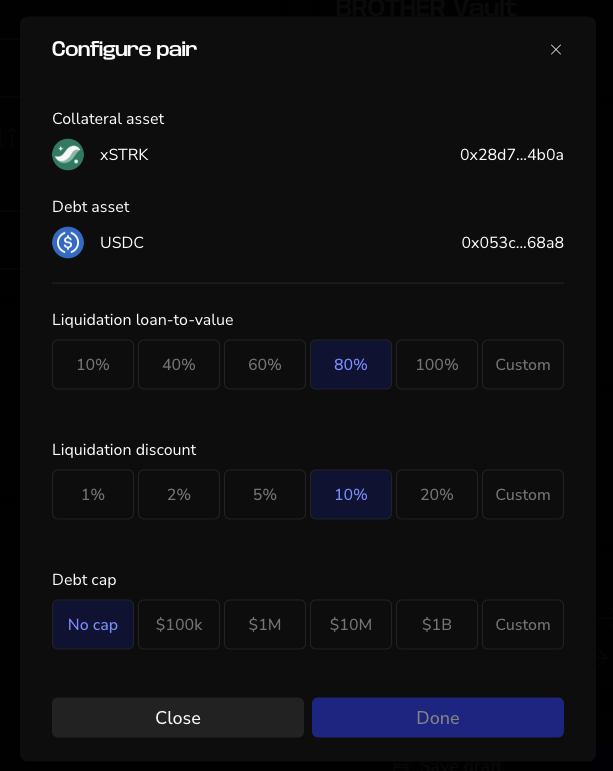 BROTHER Vault
Configure pair
Collateral asset
xSTRK 0x28d7...4b0a
Debt asset
USDC 0x053c...68a8
Liquidation loan-to-value
10% 40% 60% 80% 100% Custom
Liquidation discount
1% 2% 5% 10% 20% Custom
Debt cap
No cap $100k $1M $10M $1B Custom
Close Done
Save draft